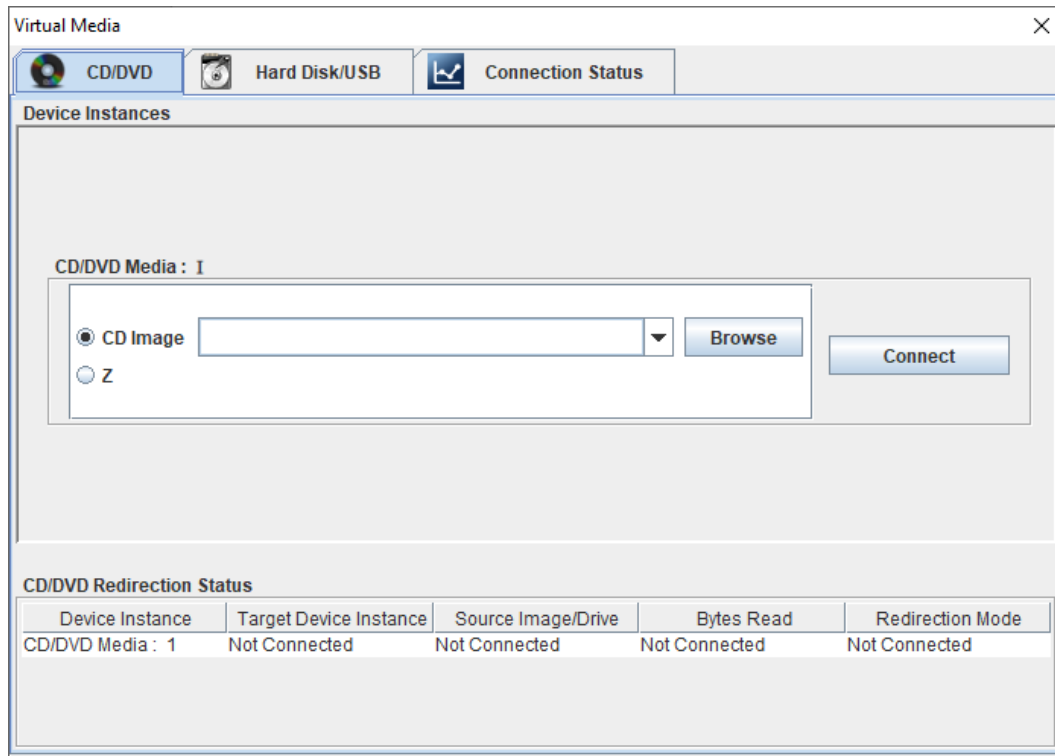 Virtual Media
CD/DVD Hard Disk/USB Connection Status
Device Instances
CD/DVD Media : I
CD Image Browse
Connect
Z
CD/DVD Redirection Status
Device Instance Target Device Instance Source Image/Drive Bytes Read Redirection Mode
CD/DVD Media : 1 Not Connected Not Connected Not Connected Not Connected